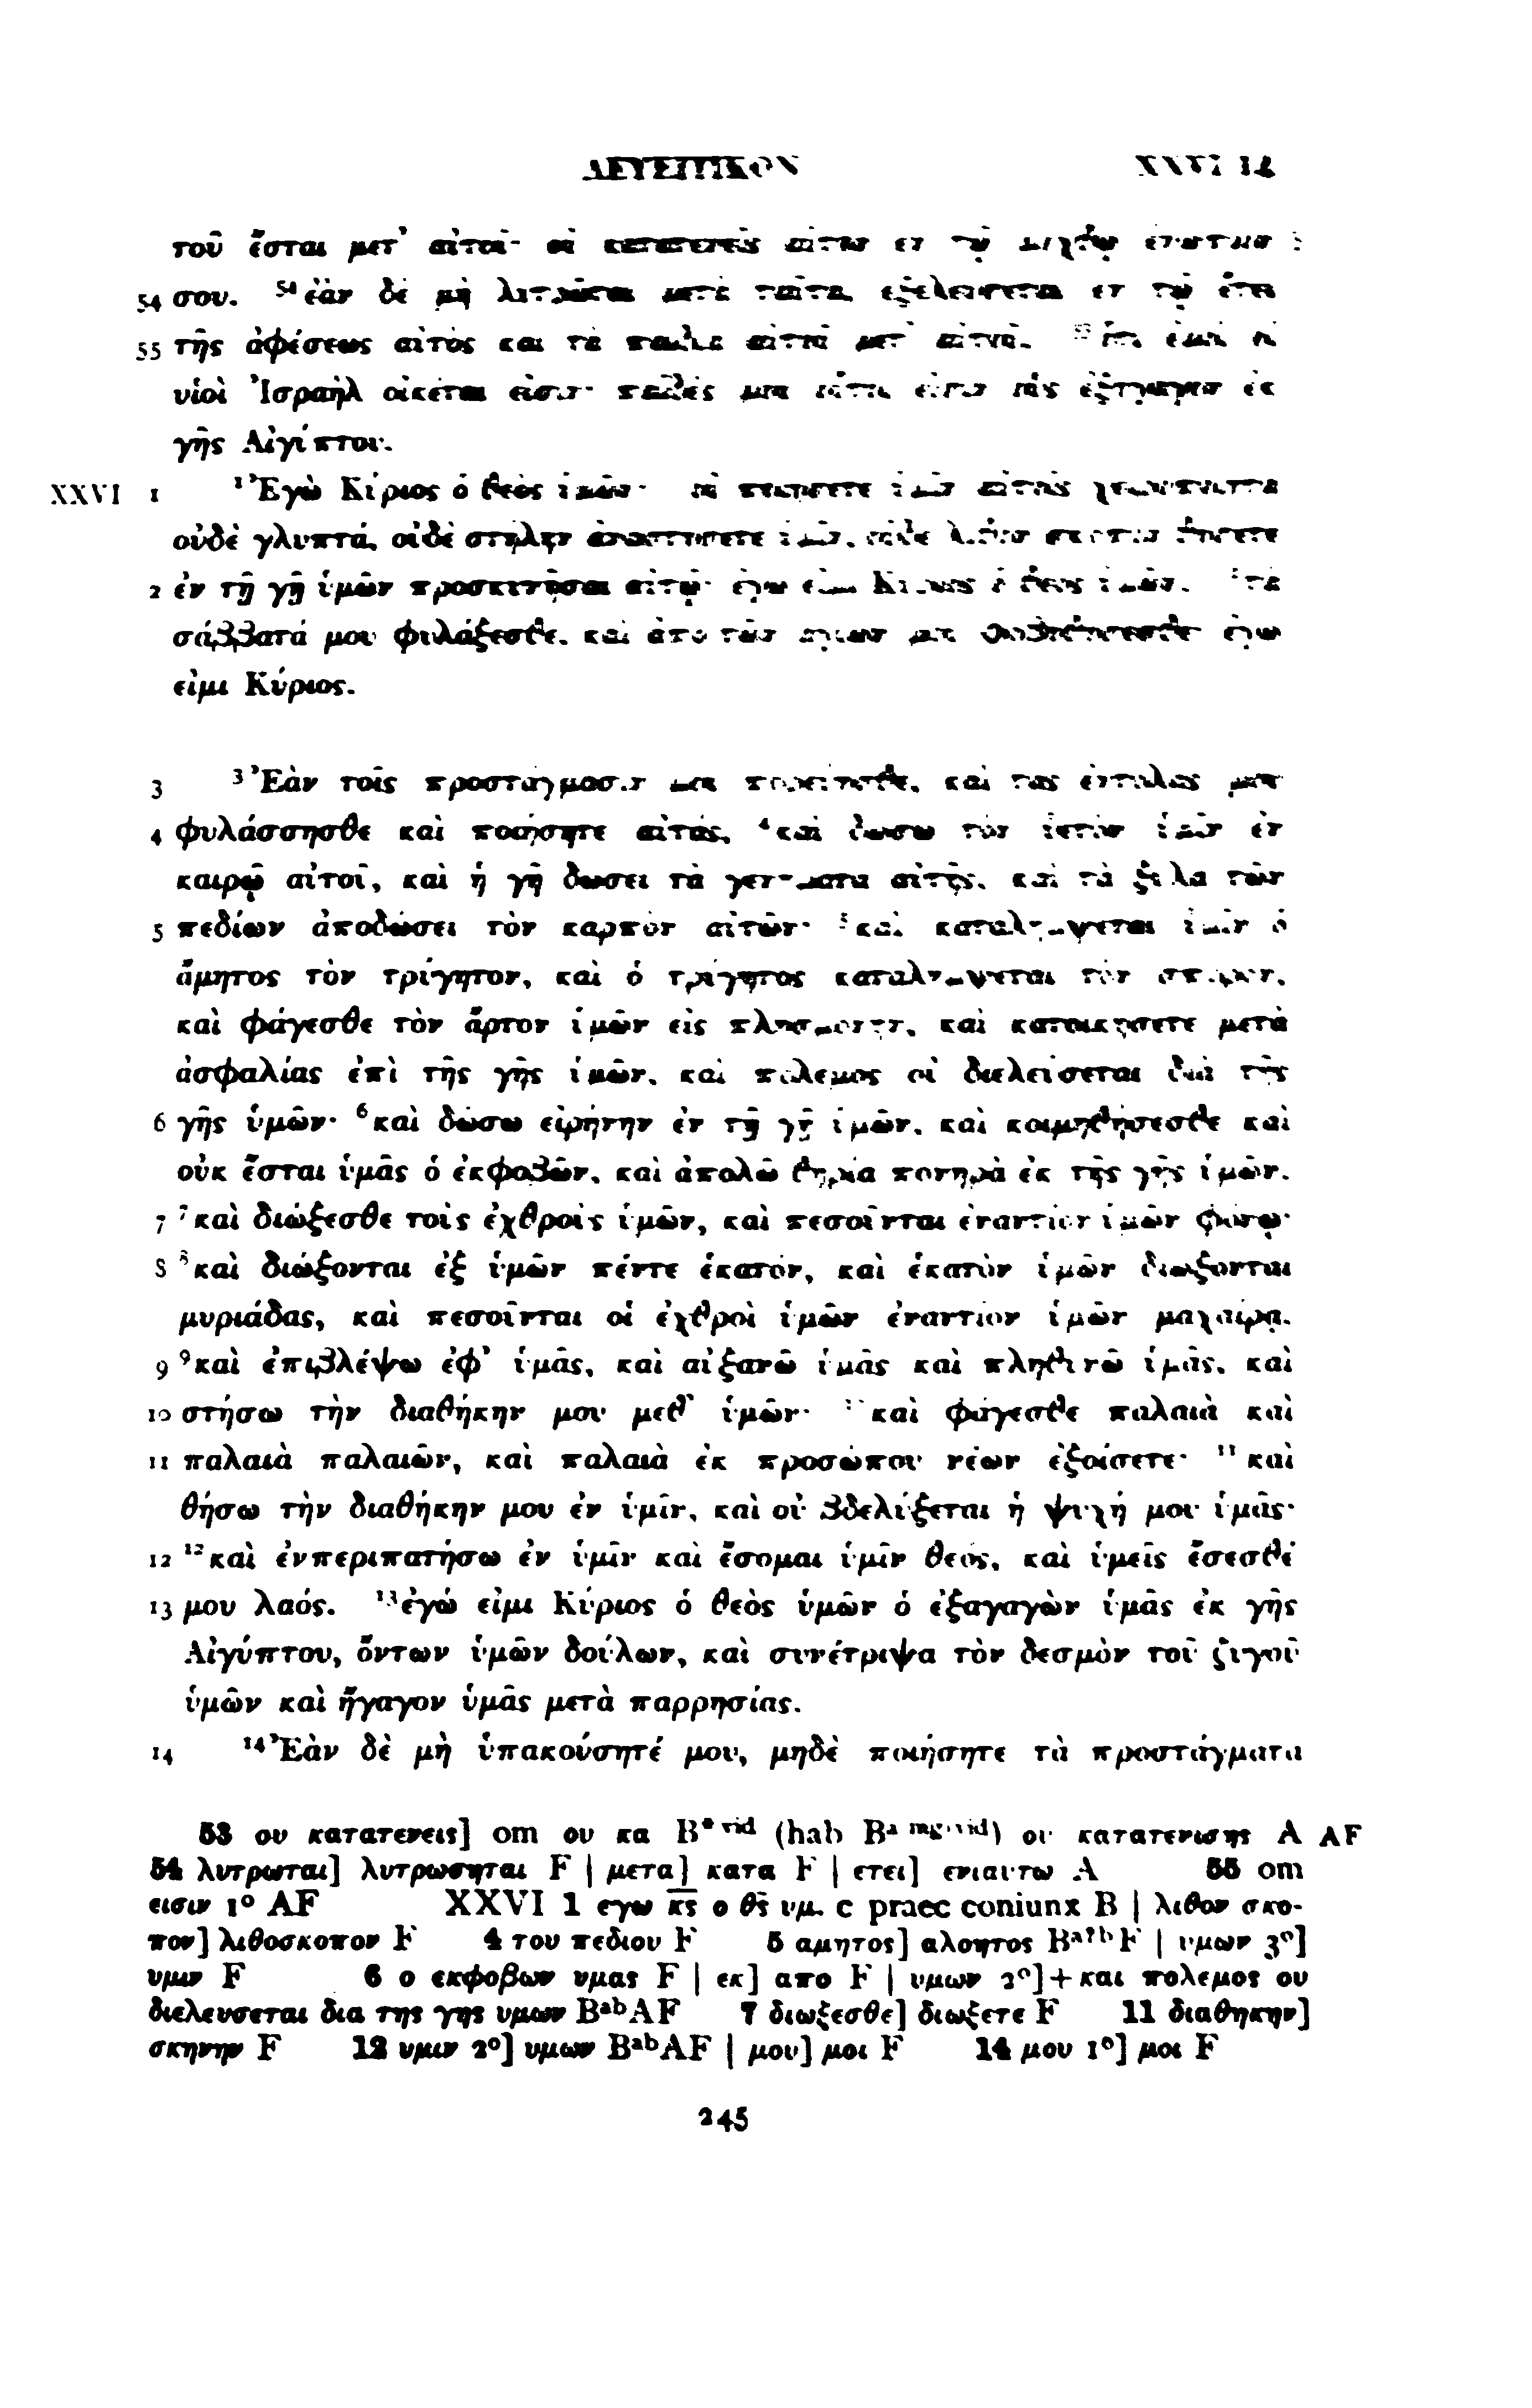 ΛΕΥΕΙΤΙΚΟΝ XXVI 14
τοῦ ἔσται μετ᾽ αὐτοῦ· οὐ κατατενεῖς αὐτὸν ἐν τῷ μόχθῳ ἐνώπιόν
54 σου. ⁵⁴ἐὰν δὲ μὴ λυτρῶται μετὰ ταῦτα, ἐξελεύσεται ἐν τῷ ἔτει
55 τῆς ἀφέσεως αὐτὸς καὶ τὰ παιδία αὐτοῦ μετ᾽ αὐτοῦ. ⁵⁵ὅτι ἐμοὶ οἱ
υἱοὶ Ἰσραὴλ οἰκέται εἰσιν· παῖδές μου οὗτοί εἰσιν οὓς ἐξήγαγον ἐκ
γῆς Αἰγύπτου.
XXVI 1 ¹Ἐγὼ Κύριος ὁ θεὸς ὑμῶν· οὐ ποιήσετε ὑμῖν αὐτοῖς χειροποίητα
οὐδὲ γλυπτά, οὐδὲ στήλην ἀναστήσετε ὑμῖν, οὐδὲ λίθον σκοπὸν θήσετε
2 ἐν τῇ γῇ ὑμῶν προσκυνῆσαι αὐτῷ· ἐγώ εἰμι Κύριος ὁ θεὸς ὑμῶν. ²τὰ
σάββατά μου φυλάξεσθε, καὶ ἀπὸ τῶν ἁγίων μου φοβηθήσεσθε· ἐγώ
εἰμι Κύριος.
3 ³Ἐὰν τοῖς προστάγμασίν μου πορεύησθε, καὶ τὰς ἐντολάς μου
4 φυλάσσησθε καὶ ποιήσητε αὐτάς, ⁴καὶ δώσω τὸν ὑετὸν ὑμῖν ἐν
καιρῷ αὐτοῦ, καὶ ἡ γῆ δώσει τὰ γενήματα αὐτῆς, καὶ τὰ ξύλα τῶν
5 πεδίων ἀποδώσει τὸν καρπὸν αὐτῶν· ⁵καὶ καταλήμψεται ὑμῖν ὁ
ἄμητος τὸν τρύγητον, καὶ ὁ τρύγητος καταλήμψεται τὸν σπόρον,
καὶ φάγεσθε τὸν ἄρτον ὑμῶν εἰς πλησμονήν, καὶ κατοικήσετε μετὰ
ἀσφαλίας ἐπὶ τῆς γῆς ὑμῶν, καὶ πόλεμος οὐ διελεύσεται διὰ τῆς
6 γῆς ὑμῶν· ⁶καὶ δώσω εἰρήνην ἐν τῇ γῇ ὑμῶν, καὶ κοιμηθήσεσθε καὶ
οὐκ ἔσται ὑμᾶς ὁ ἐκφοβῶν, καὶ ἀπολῶ θηρία πονηρὰ ἐκ τῆς γῆς ὑμῶν.
7 ⁷καὶ διώξεσθε τοὺς ἐχθροὺς ὑμῶν, καὶ πεσοῦνται ἐναντίον ὑμῶν φόνῳ·
8 ⁸καὶ διώξονται ἐξ ὑμῶν πέντε ἑκατόν, καὶ ἑκατὸν ὑμῶν διώξονται
μυριάδας, καὶ πεσοῦνται οἱ ἐχθροὶ ὑμῶν ἐναντίον ὑμῶν μαχαίρᾳ.
9 ⁹καὶ ἐπιβλέψω ἐφ᾽ ὑμᾶς, καὶ αὐξανῶ ὑμᾶς καὶ πληθυνῶ ὑμᾶς, καὶ
10 στήσω τὴν διαθήκην μου μεθ᾽ ὑμῶν· ¹⁰καὶ φάγεσθε παλαιὰ καὶ
11 παλαιὰ παλαιῶν, καὶ παλαιὰ ἐκ προσώπου νέων ἐξοίσετε· ¹¹καὶ
θήσω τὴν διαθήκην μου ἐν ὑμῖν, καὶ οὐ βδελύξεται ἡ ψυχή μου ὑμᾶς·
12 ¹²καὶ ἐνπεριπατήσω ἐν ὑμῖν καὶ ἔσομαι ὑμῖν θεός, καὶ ὑμεῖς ἔσεσθέ
13 μου λαός. ¹³ἐγώ εἰμι Κύριος ὁ θεὸς ὑμῶν ὁ ἐξαγαγὼν ὑμᾶς ἐκ γῆς
Αἰγύπτου, ὄντων ὑμῶν δούλων, καὶ συνέτριψα τὸν δεσμὸν τοῦ ζυγοῦ
ὑμῶν καὶ ἤγαγον ὑμᾶς μετὰ παρρησίας.
14 ¹⁴Ἐὰν δὲ μὴ ὑπακούσητέ μου, μηδὲ ποιήσητε τὰ προστάγματα
53 ου κατατενεις] om ου κα B* vid (hab Bᵃ mg vid) ου κατατενισης A AF
54 λυτρωται] λυτρωσηται F | μετα] κατα F | ετει] ενιαυτω A 55 om
εισιν 1° AF XXVI 1 εγω κ̅ς̅ ο θ̅ς̅ υμ. c praec coniunx B | λιθον σκο-
πον] λιθοσκοπον F 4 του πεδιου F 5 αμητος] αλοητος Bᵃ?ᵇF | υμων 3°]
υμιν F 6 ο εκφοβων υμας F | εκ] απο F | υμων 2°]+και πολεμος ου
διελευσεται δια της γης υμων BᵃᵇAF 7 διωξεσθε] διωξετε F 11 διαθηκην]
σκηνην F 12 υμιν 2°] υμων BᵃᵇAF | μου] μοι F 14 μου 1°] μοι F
245